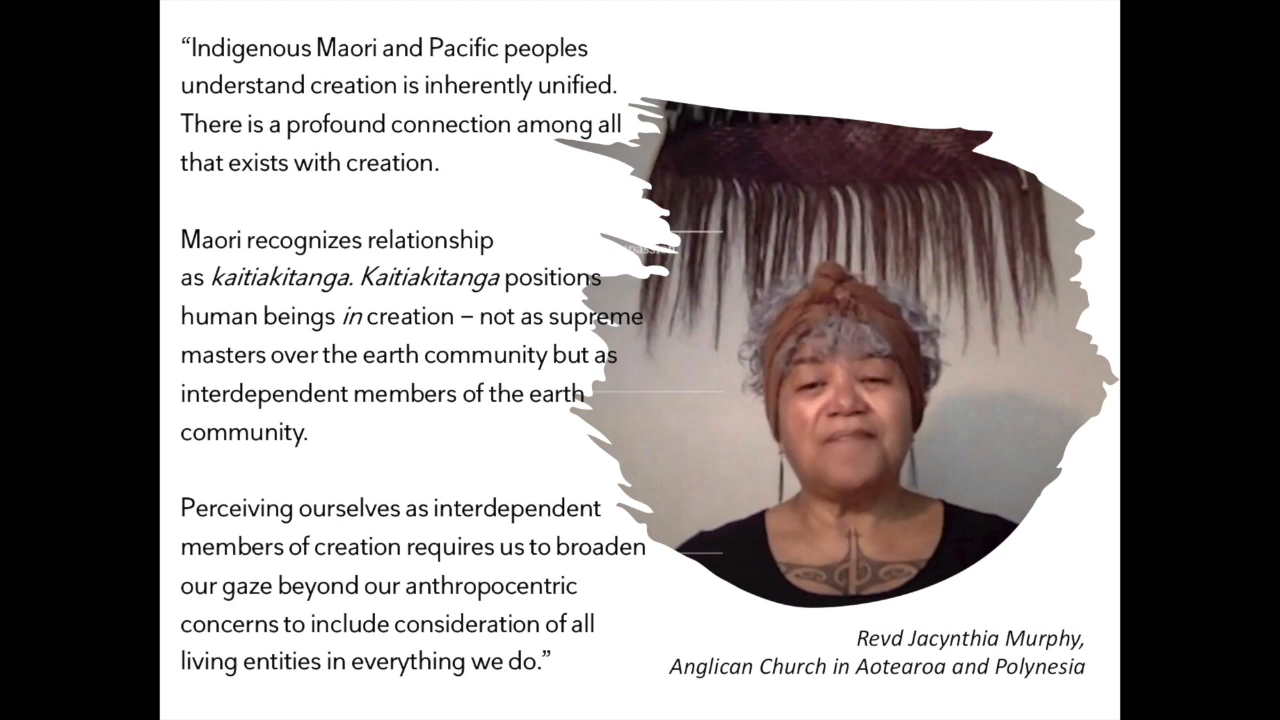 “Indigenous Maori and Pacific peoples
understand creation is inherently unified.
There is a profound connection among all
that exists with creation.
Maori recognizes relationship
as kaitiakitanga. Kaitiakitanga positions
human beings in creation – not as supreme
masters over the earth community but as
interdependent members of the earth
community.
Perceiving ourselves as interdependent
members of creation requires us to broaden
our gaze beyond our anthropocentric
concerns to include consideration of all
living entities in everything we do.”
Revd Jacynthia Murphy,
Anglican Church in Aotearoa and Polynesia